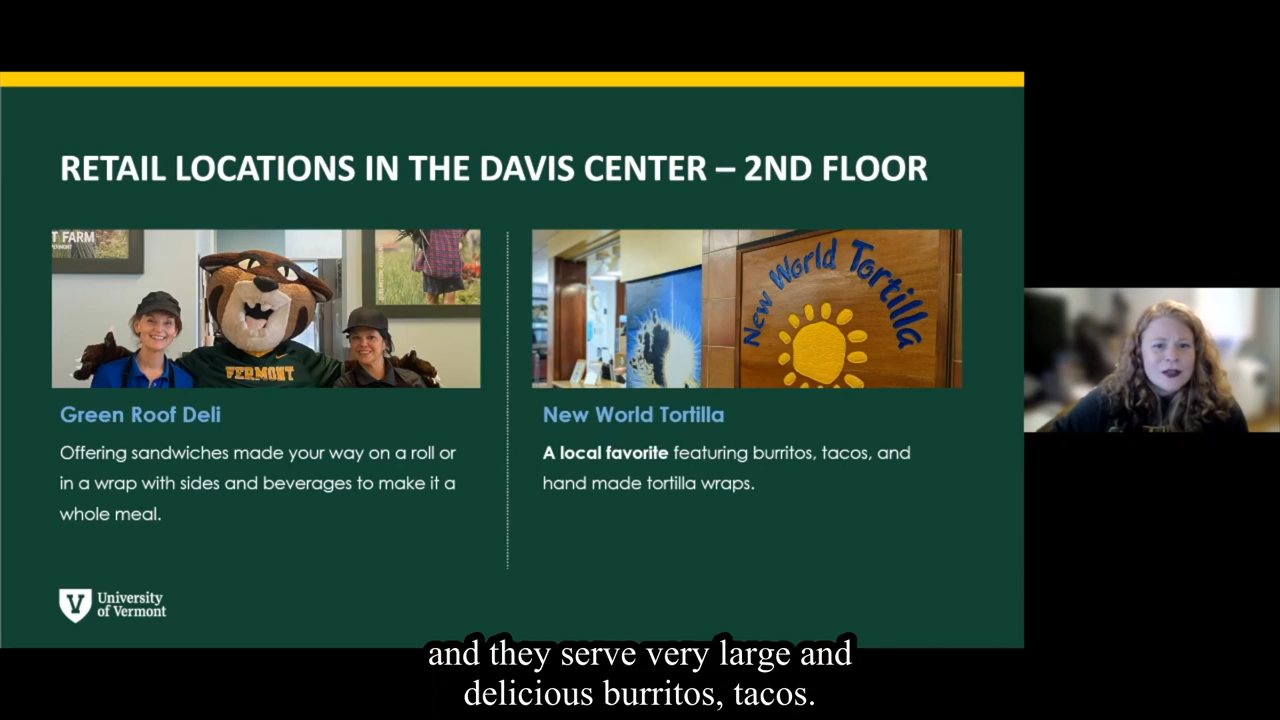 RETAIL LOCATIONS IN THE DAVIS CENTER – 2ND FLOOR
T FARM
VERMONT
New World Tortilla
Green Roof Deli
Offering sandwiches made your way on a roll or
in a wrap with sides and beverages to make it a
whole meal.
New World Tortilla
A local favorite featuring burritos, tacos, and
hand made tortilla wraps.
University
of Vermont
and they serve very large and
delicious burritos, tacos.